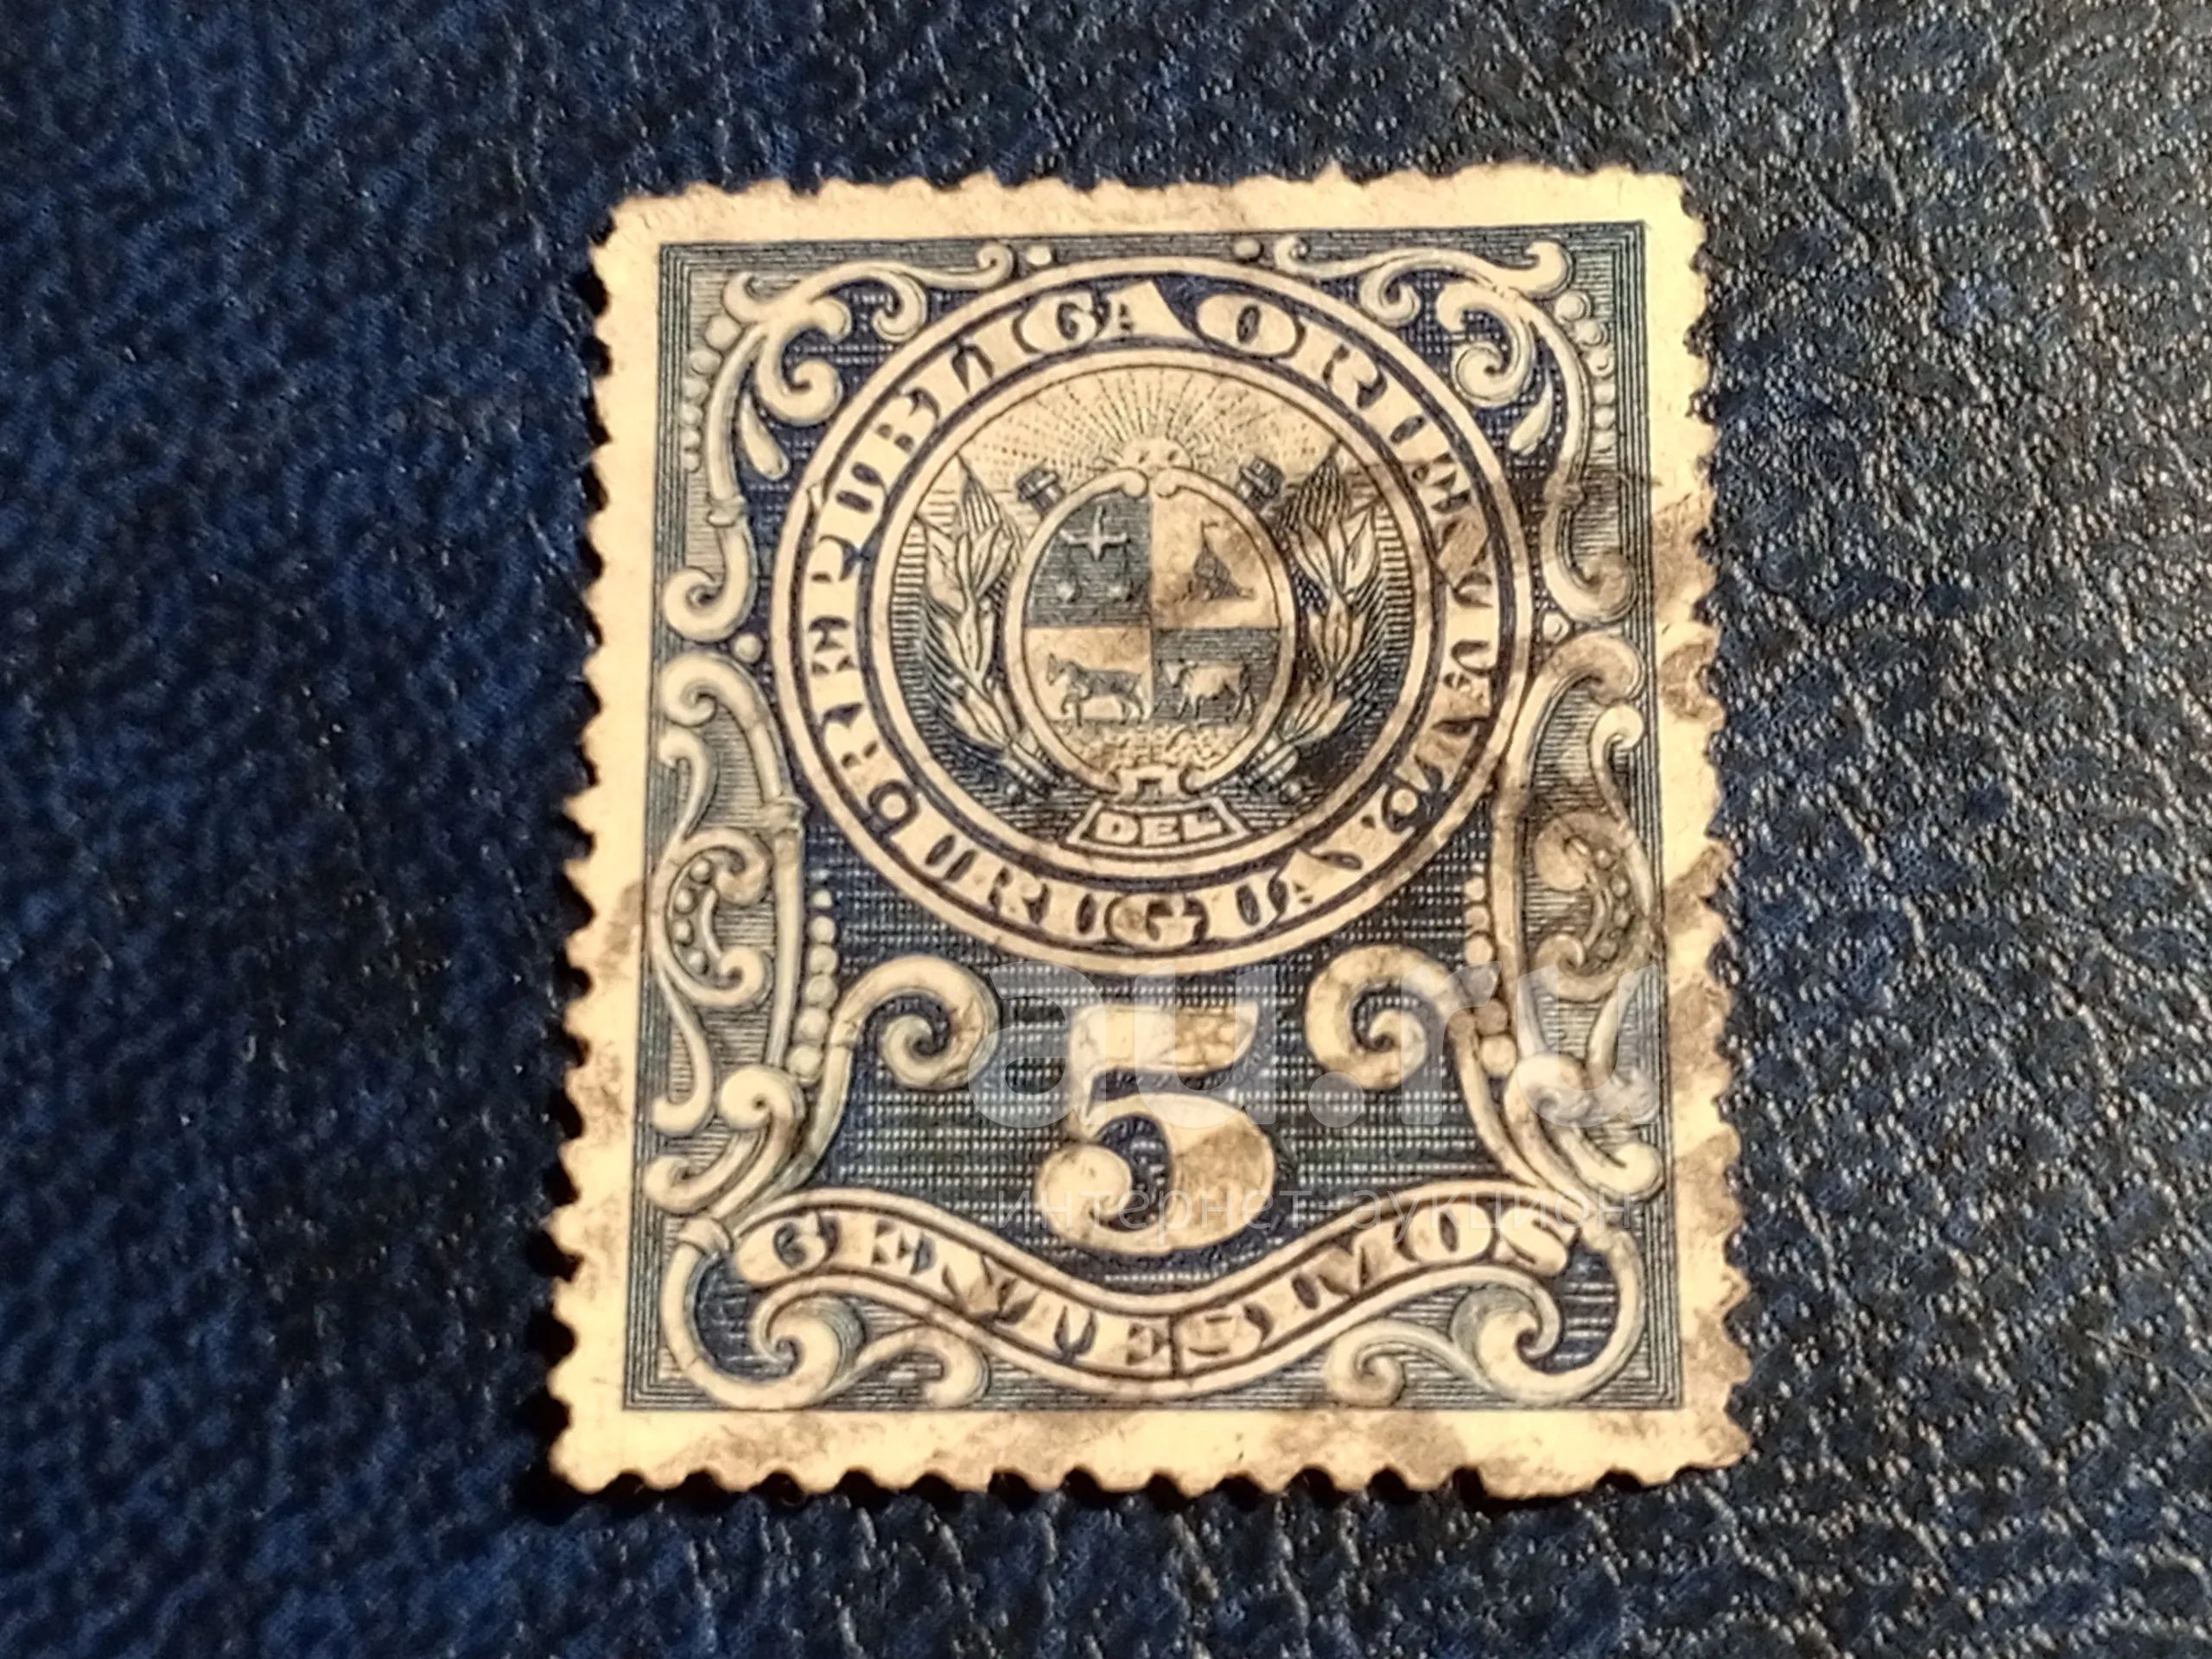 REPUBLICA ORIENTAL
DEL
URUGUAY
5
CENTESIMOS
au.ru
интернет-аукцион